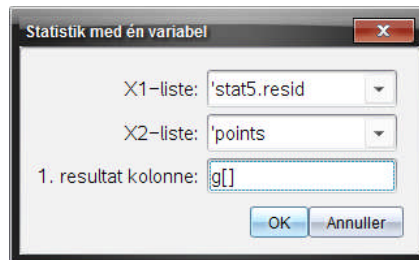 Statistik med én variabel
X1-liste: 'stat5.resid
X2-liste: 'points
1. resultat kolonne: g[]
OK Annuller